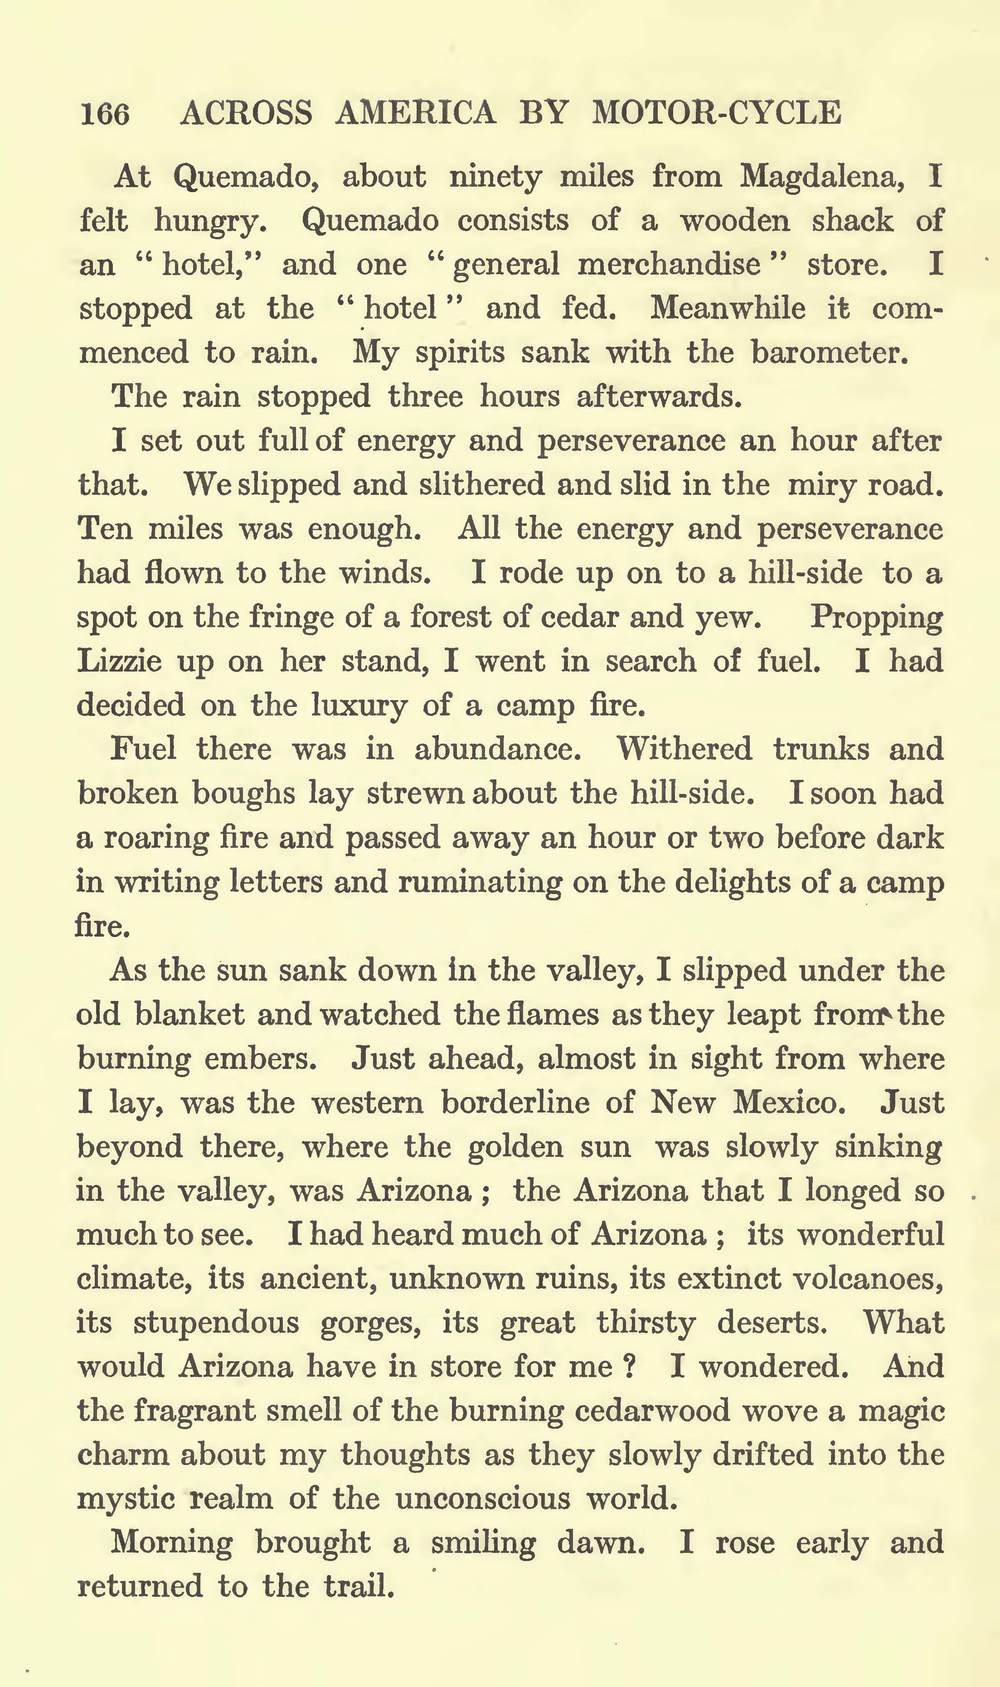 166 ACROSS AMERICA BY MOTOR-CYCLE
At Quemado, about ninety miles from Magdalena, I
felt hungry. Quemado consists of a wooden shack of
an “ hotel,” and one “ general merchandise ” store. I
stopped at the “ hotel ” and fed. Meanwhile it com-
menced to rain. My spirits sank with the barometer.
The rain stopped three hours afterwards.
I set out full of energy and perseverance an hour after
that. We slipped and slithered and slid in the miry road.
Ten miles was enough. All the energy and perseverance
had flown to the winds. I rode up on to a hill-side to a
spot on the fringe of a forest of cedar and yew. Propping
Lizzie up on her stand, I went in search of fuel. I had
decided on the luxury of a camp fire.
Fuel there was in abundance. Withered trunks and
broken boughs lay strewn about the hill-side. I soon had
a roaring fire and passed away an hour or two before dark
in writing letters and ruminating on the delights of a camp
fire.
As the sun sank down in the valley, I slipped under the
old blanket and watched the flames as they leapt from the
burning embers. Just ahead, almost in sight from where
I lay, was the western borderline of New Mexico. Just
beyond there, where the golden sun was slowly sinking
in the valley, was Arizona ; the Arizona that I longed so
much to see. I had heard much of Arizona ; its wonderful
climate, its ancient, unknown ruins, its extinct volcanoes,
its stupendous gorges, its great thirsty deserts. What
would Arizona have in store for me ? I wondered. And
the fragrant smell of the burning cedarwood wove a magic
charm about my thoughts as they slowly drifted into the
mystic realm of the unconscious world.
Morning brought a smiling dawn. I rose early and
returned to the trail.